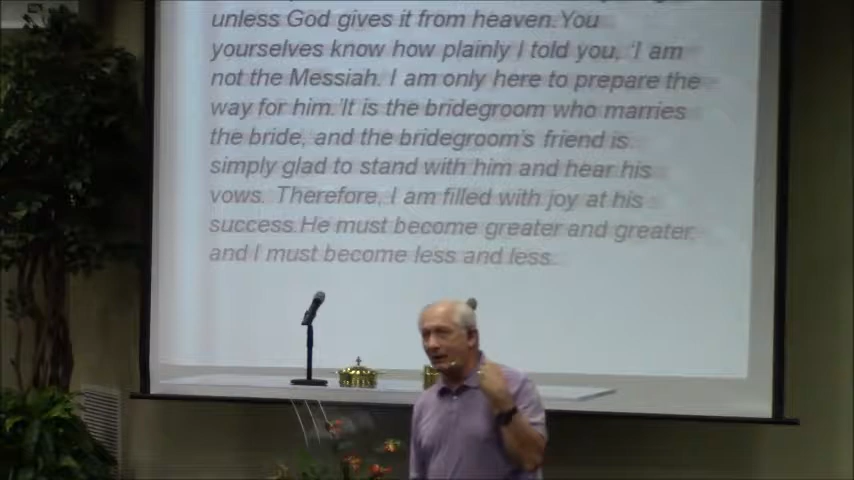 unless God gives it from heaven.You
yourselves know how plainly I told you, 'I am
not the Messiah. I am only here to prepare the
way for him.'It is the bridegroom who marries
the bride, and the bridegroom's friend is
simply glad to stand with him and hear his
vows. Therefore, I am filled with joy at his
success.He must become greater and greater,
and I must become less and less.